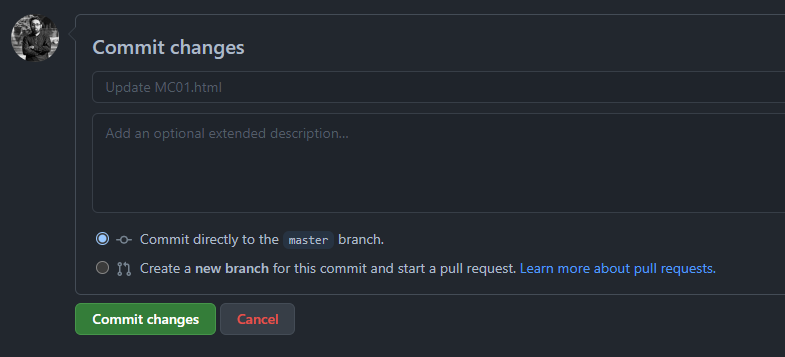 Commit changes
Update MC01.html
Add an optional extended description...
Commit directly to the master branch.
Create a new branch for this commit and start a pull request. Learn more about pull requests.
Commit changes
Cancel